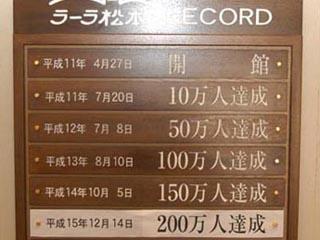 ラーラ松本 RECORD
平成11年 4月27日 開館
平成11年 7月20日 10万人達成
平成12年 7月 8日 50万人達成
平成13年 8月10日 100万人達成
平成14年10月 5日 150万人達成
平成15年12月14日 200万人達成